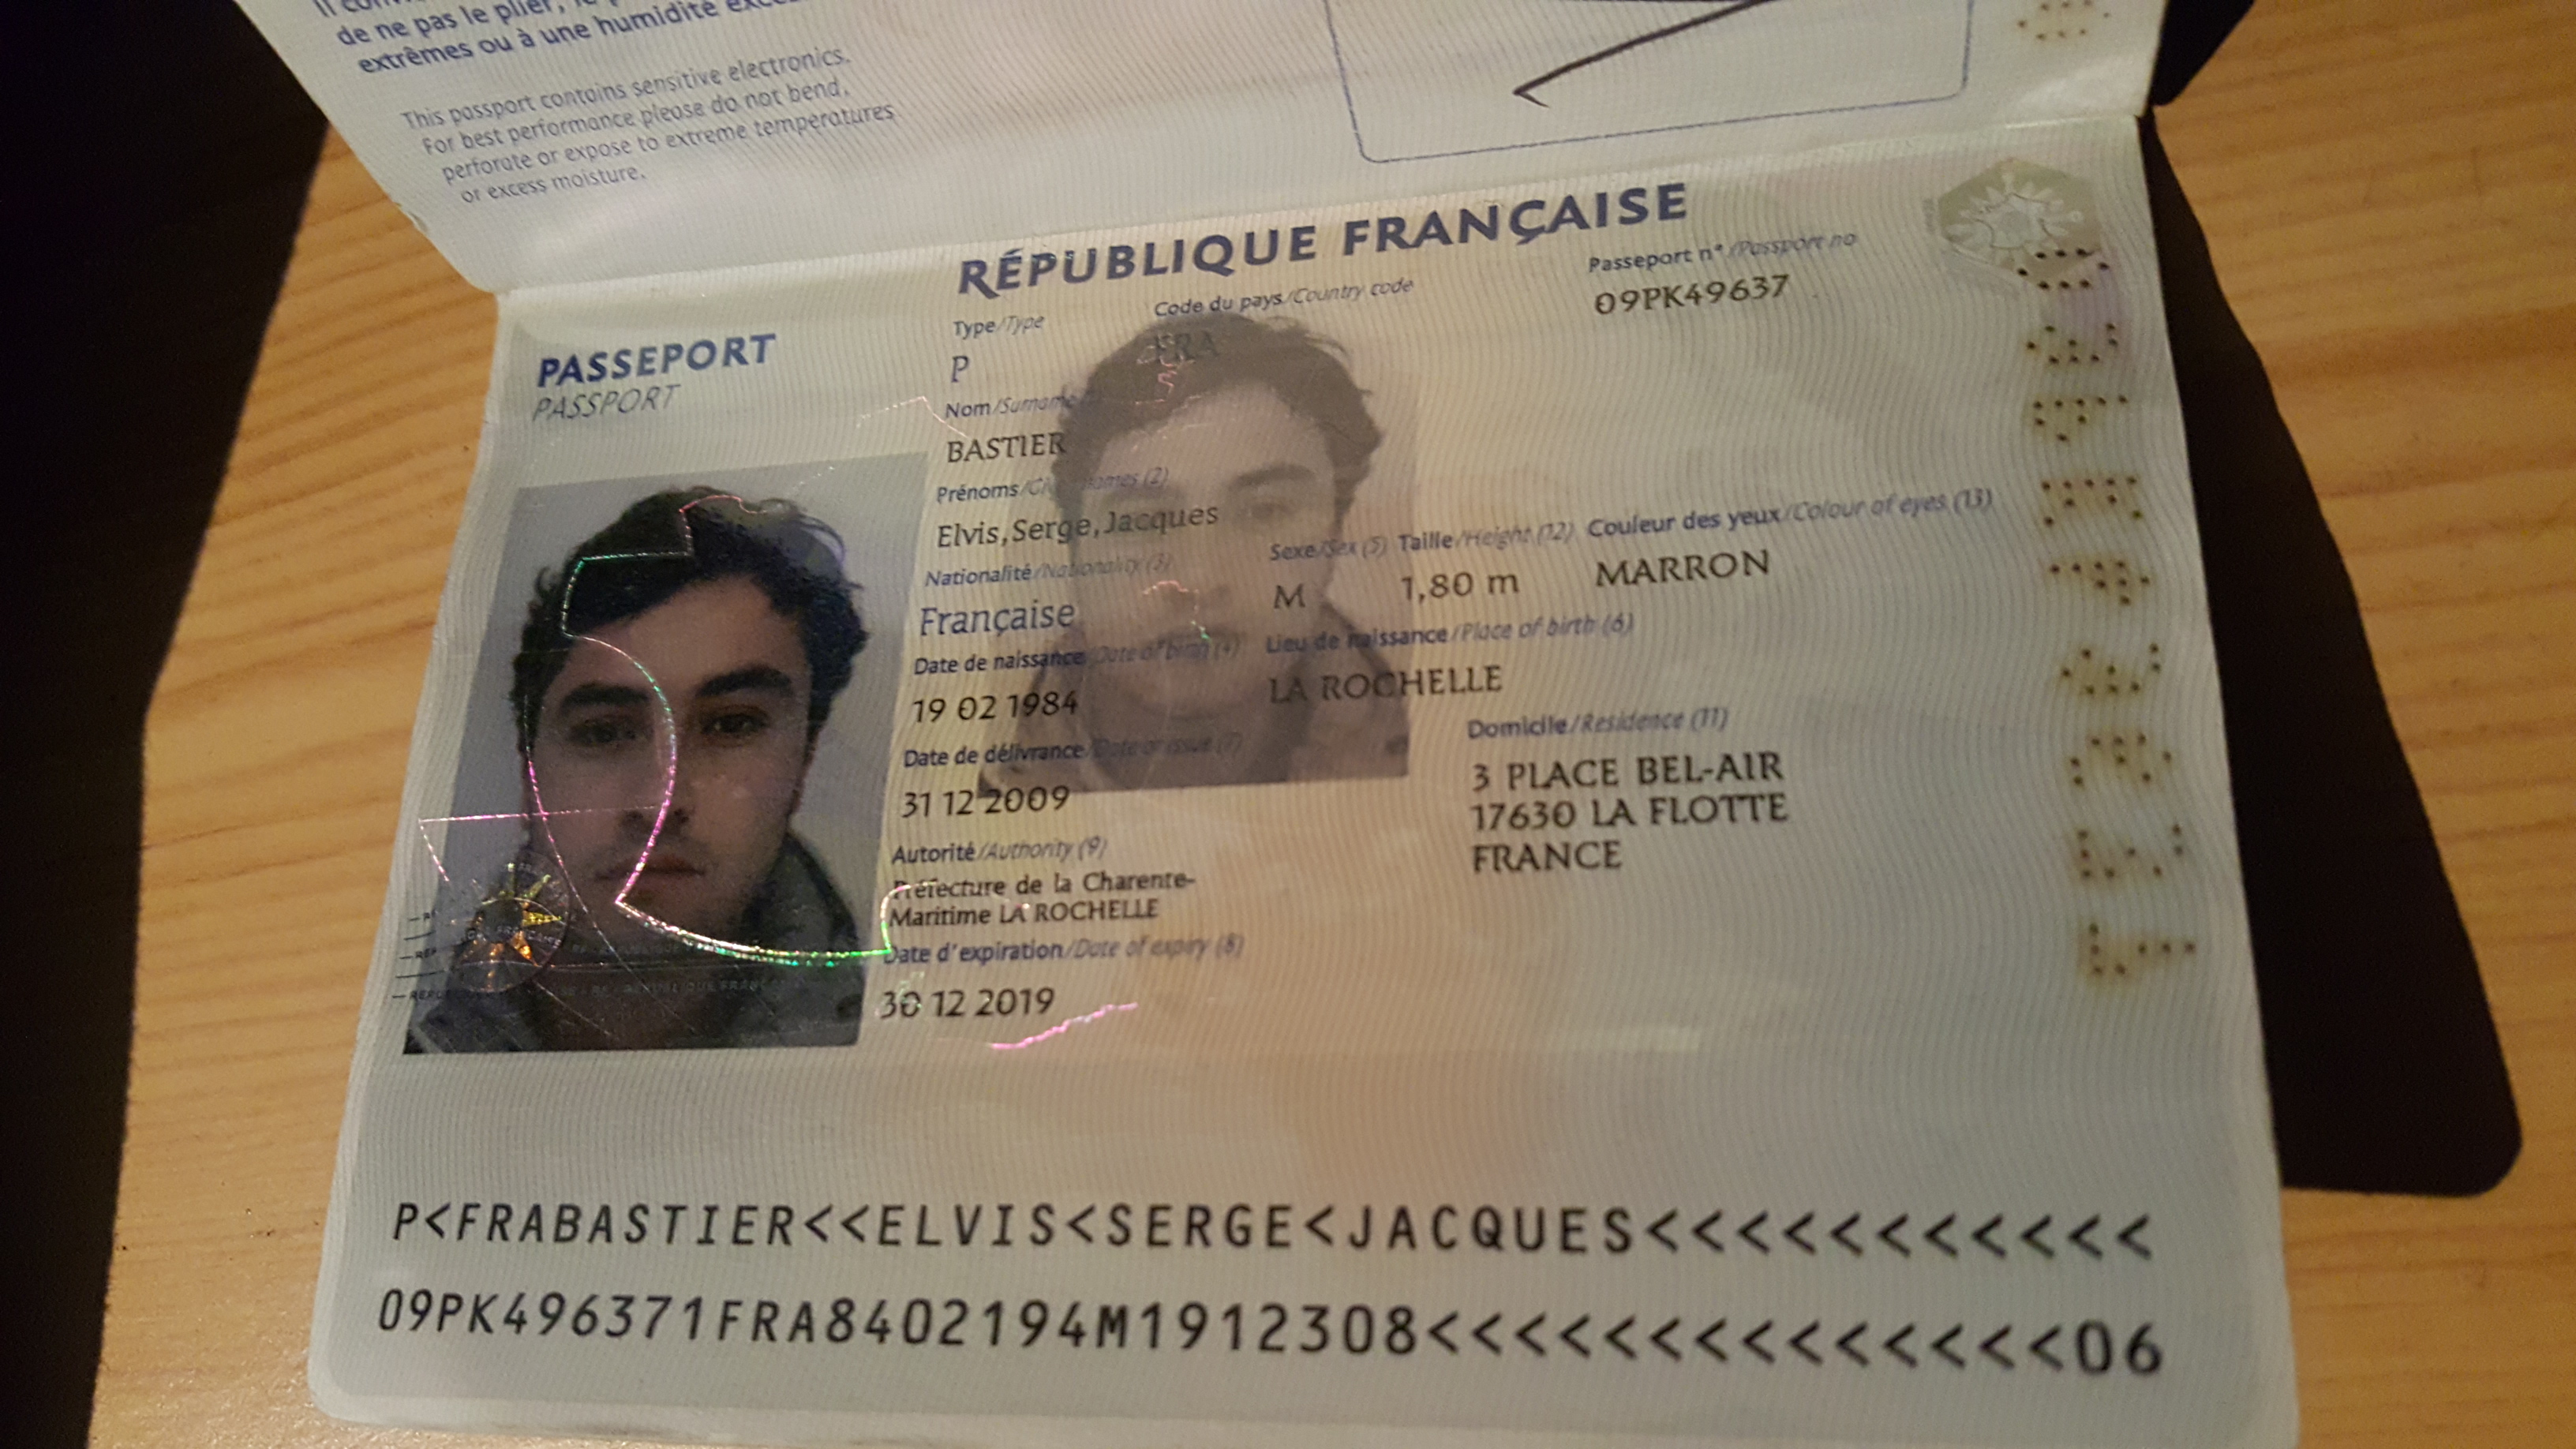 de ne pas le plier,
extrêmes ou à une humidité
This passport contains sensitive electronics.
For best performance please do not bend,
perforate or expose to extreme temperatures
or excess moisture.
RÉPUBLIQUE FRANÇAISE
PASSEPORT
PASSPORT
Type/Type
Code du pays/Country code
Passeport n°/Passport no
P
FRA
09PK49637
Nom/Surname
BASTIER
Prénoms/Given names (2)
Elvis,Serge,Jacques
Nationalité/Nationality (3)
Sexe/Sex (5) Taille/Height (12) Couleur des yeux/Colour of eyes (13)
Française
M 1,80 m MARRON
Date de naissance/Date of birth (4)
Lieu de naissance/Place of birth (6)
19 02 1984
LA ROCHELLE
Date de délivrance/Date of issue (7)
Domicile/Residence (11)
31 12 2009
3 PLACE BEL-AIR
17630 LA FLOTTE
FRANCE
Autorité/Authority (9)
Préfecture de la Charente-
Maritime LA ROCHELLE
Date d'expiration/Date of expiry (8)
30 12 2019
P<FRABASTIER<<ELVIS<SERGE<JACQUES<<<<<<<<<<<
09PK496371FRA8402194M1912308<<<<<<<<<<<<<<06